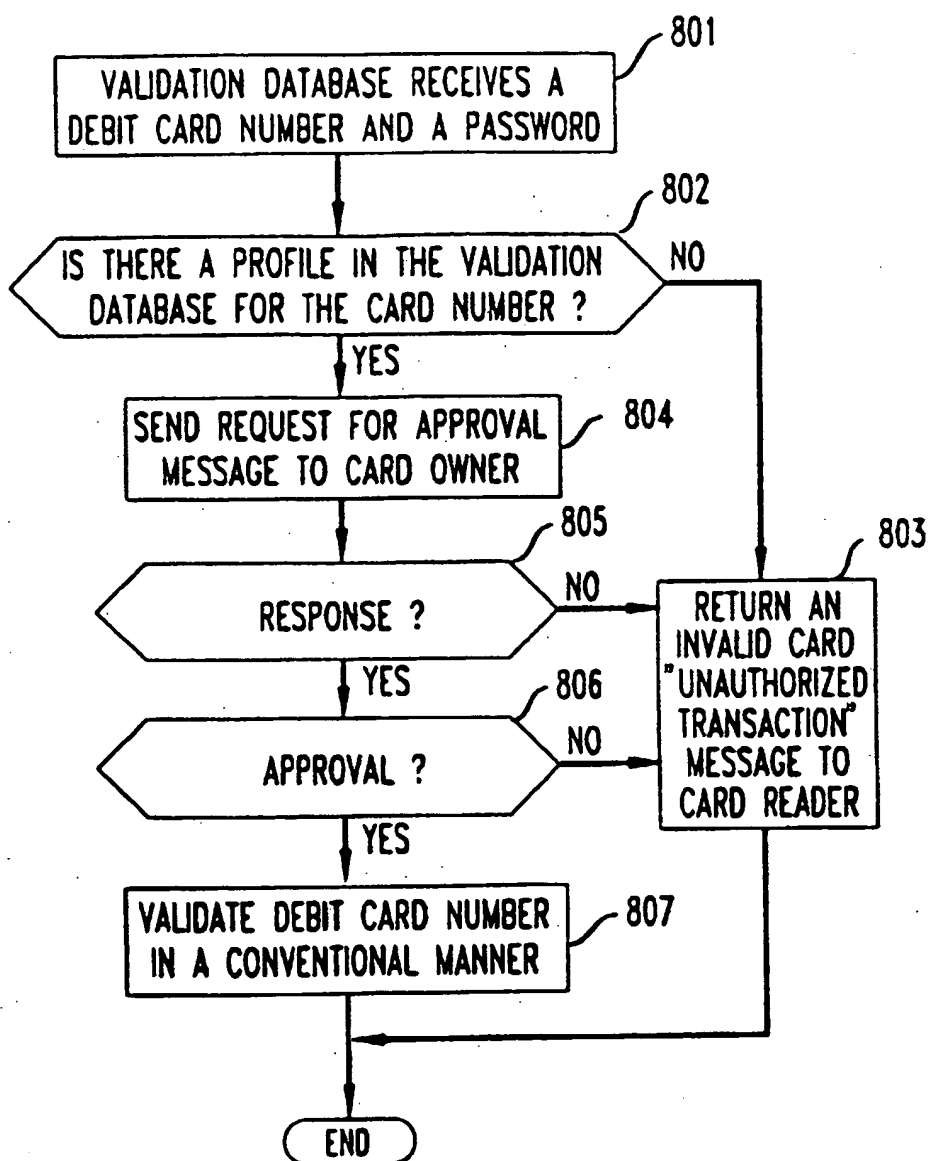 801
VALIDATION DATABASE RECEIVES A
DEBIT CARD NUMBER AND A PASSWORD
802
IS THERE A PROFILE IN THE VALIDATION
DATABASE FOR THE CARD NUMBER ?
NO
YES
SEND REQUEST FOR APPROVAL
MESSAGE TO CARD OWNER
804
805
RESPONSE ?
NO
YES
803
RETURN AN
INVALID CARD
"UNAUTHORIZED
TRANSACTION"
MESSAGE TO
CARD READER
806
APPROVAL ?
NO
YES
VALIDATE DEBIT CARD NUMBER
IN A CONVENTIONAL MANNER
807
END